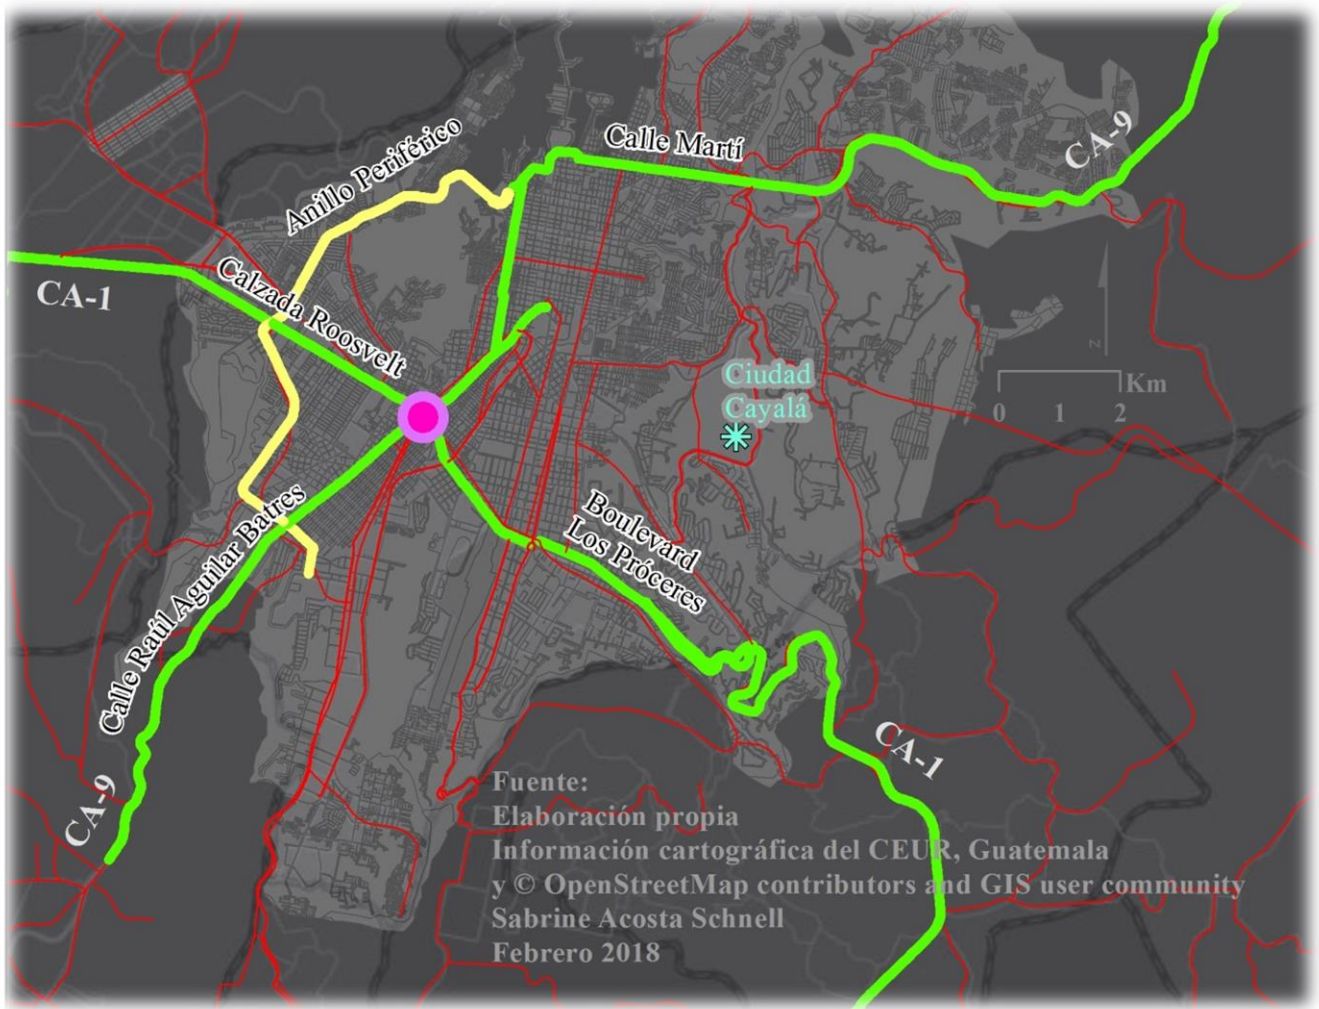 Calle Martí
CA-9
Anillo Periférico
CA-1
Calzada Roosvelt
Ciudad
Cayalá
N
Km
0 1 2
Boulevard
Los Próceres
Calle Raúl Aguilar Batres
CA-1
CA-9
Fuente:
Elaboración propia
Información cartográfica del CEUR, Guatemala
y © OpenStreetMap contributors and GIS user community
Sabrine Acosta Schnell
Febrero 2018